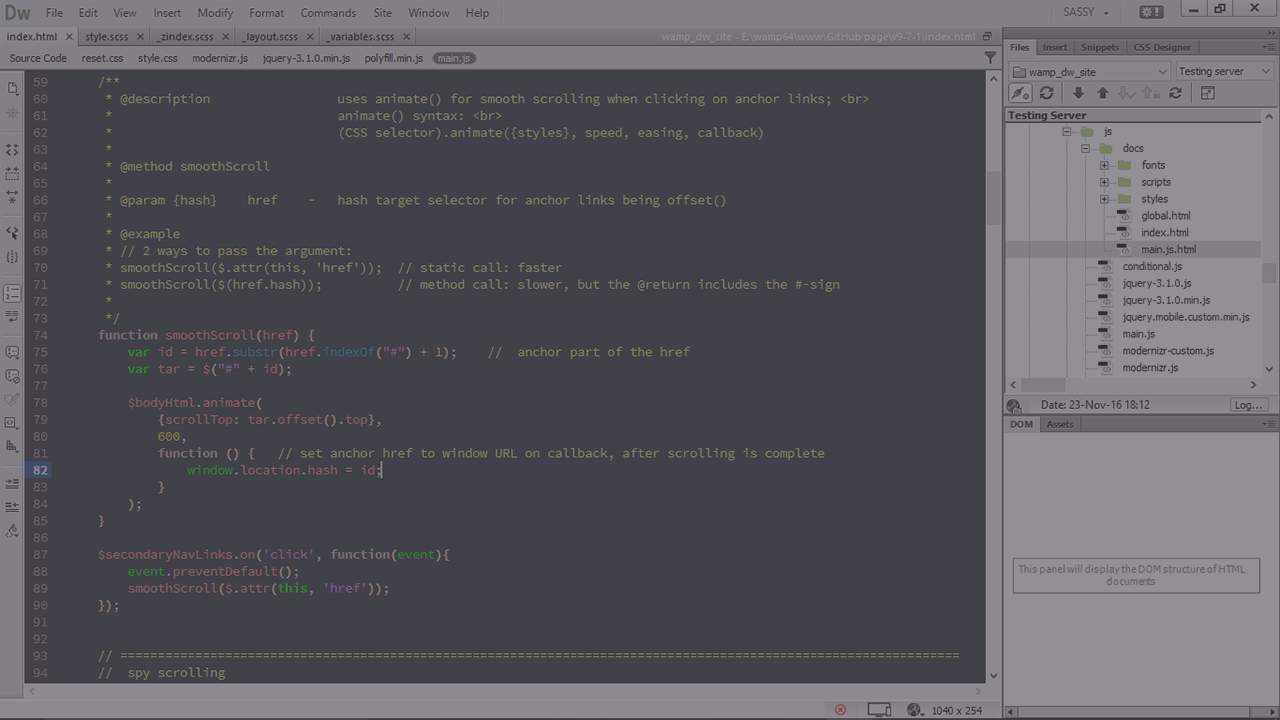 Dw File Edit View Insert Modify Format Commands Site Window Help SASSY
index.html style.scss _zindex.scss _layout.scss _variables.scss wamp_dw_site - E:\wamp64\www\GitHub page\v9-7-1\index.html
Source Code reset.css style.css modernizr.js jquery-3.1.0.min.js polyfill.min.js main.js
59 /**
60 * @description uses animate() for smooth scrolling when clicking on anchor links; <br>
61 * animate() syntax: <br>
62 * (CSS selector).animate({styles}, speed, easing, callback)
63 *
64 * @method smoothScroll
65 *
66 * @param {hash} href - hash target selector for anchor links being offset()
67 *
68 * @example
69 * // 2 ways to pass the argument:
70 * smoothScroll($.attr(this, 'href')); // static call: faster
71 * smoothScroll($(href.hash)); // method call: slower, but the @return includes the #-sign
72 *
73 */
74 function smoothScroll(href) {
75 var id = href.substr(href.indexOf("#") + 1); // anchor part of the href
76 var tar = $("#" + id);
77
78 $bodyHtml.animate(
79 {scrollTop: tar.offset().top},
80 600,
81 function () { // set anchor href to window URL on callback, after scrolling is complete
82 window.location.hash = id;
83 }
84 );
85 }
86
87 $secondaryNavLinks.on('click', function(event){
88 event.preventDefault();
89 smoothScroll($.attr(this, 'href'));
90 });
91
92
93 // ================================================================================================================
94 // spy scrolling
1040 x 254
Files Insert Snippets CSS Designer
wamp_dw_site Testing server
Testing Server
js
docs
fonts
scripts
styles
global.html
index.html
main.js.html
conditional.js
jquery-3.1.0.js
jquery-3.1.0.min.js
jquery.mobile.custom.min.js
main.js
modernizr-custom.js
modernizr.js
Date: 23-Nov-16 18:12 Log...
DOM Assets
This panel will display the DOM structure of HTML
documents